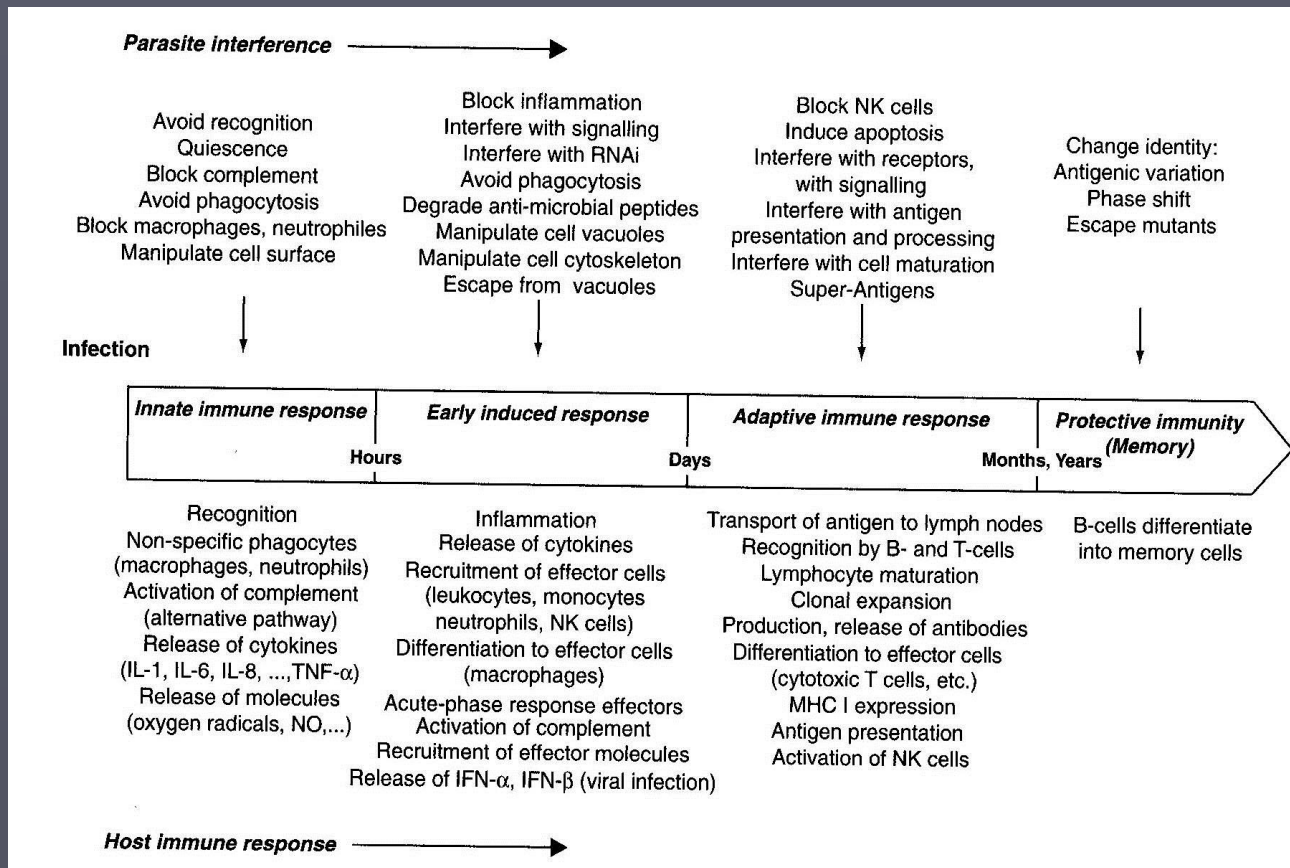 Parasite interference
Avoid recognition
Quiescence
Block complement
Avoid phagocytosis
Block macrophages, neutrophiles
Manipulate cell surface
Block inflammation
Interfere with signalling
Interfere with RNAi
Avoid phagocytosis
Degrade anti-microbial peptides
Manipulate cell vacuoles
Manipulate cell cytoskeleton
Escape from vacuoles
Block NK cells
Induce apoptosis
Interfere with receptors,
with signalling
Interfere with antigen
presentation and processing
Interfere with cell maturation
Super-Antigens
Change identity:
Antigenic variation
Phase shift
Escape mutants
Infection
Innate immune response
Early induced response
Adaptive immune response
Protective immunity
(Memory)
Hours
Days
Months, Years
Recognition
Non-specific phagocytes
(macrophages, neutrophils)
Activation of complement
(alternative pathway)
Release of cytokines
(IL-1, IL-6, IL-8, ...,TNF-α)
Release of molecules
(oxygen radicals, NO,...)
Inflammation
Release of cytokines
Recruitment of effector cells
(leukocytes, monocytes
neutrophils, NK cells)
Differentiation to effector cells
(macrophages)
Acute-phase response effectors
Activation of complement
Recruitment of effector molecules
Release of IFN-α, IFN-β (viral infection)
Transport of antigen to lymph nodes
Recognition by B- and T-cells
Lymphocyte maturation
Clonal expansion
Production, release of antibodies
Differentiation to effector cells
(cytotoxic T cells, etc.)
MHC I expression
Antigen presentation
Activation of NK cells
B-cells differentiate
into memory cells
Host immune response